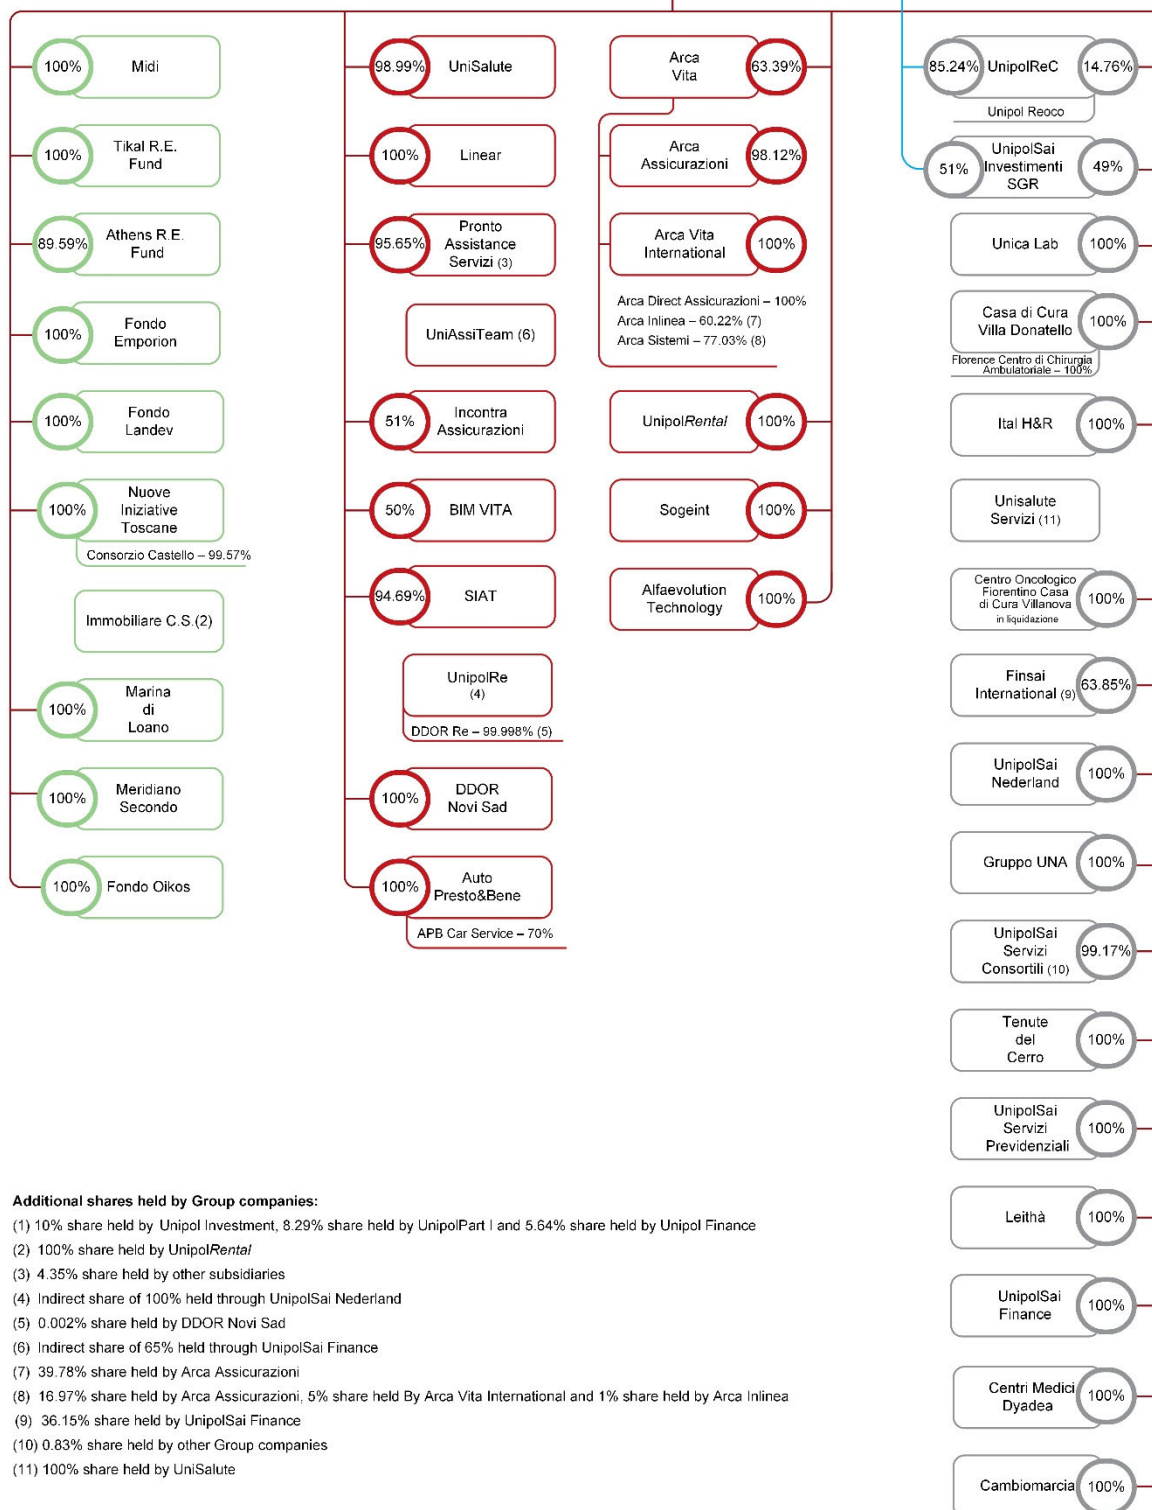 100%
Midi
100%
Tikal R.E.
Fund
89.59%
Athens R.E.
Fund
100%
Fondo
Emporion
100%
Fondo
Landev
100%
Nuove
Iniziative
Toscane
Consorzio Castello – 99.57%
Immobiliare C.S.(2)
100%
Marina
di
Loano
100%
Meridiano
Secondo
100%
Fondo Oikos
98.99%
UniSalute
100%
Linear
95.65%
Pronto
Assistance
Servizi (3)
UniAssiTeam (6)
51%
Incontra
Assicurazioni
50%
BIM VITA
94.69%
SIAT
UnipolRe
(4)
DDOR Re – 99.998% (5)
100%
DDOR
Novi Sad
100%
Auto
Presto&Bene
APB Car Service – 70%
Arca
Vita
63.39%
Arca
Assicurazioni
98.12%
Arca Vita
International
100%
Arca Direct Assicurazioni – 100%
Arca Inlinea – 60.22% (7)
Arca Sistemi – 77.03% (8)
UnipolRental
100%
Sogeint
100%
Alfaevolution
Technology
100%
85.24%
UnipolReC
14.76%
Unipol Reoco
51%
UnipolSai
Investimenti
SGR
49%
Unica Lab
100%
Casa di Cura
Villa Donatello
100%
Florence Centro di Chirurgia
Ambulatoriale – 100%
Ital H&R
100%
Unisalute
Servizi (11)
Centro Oncologico
Fiorentino Casa
di Cura Villanova
in liquidazione
100%
Finsai
International (9)
63.85%
UnipolSai
Nederland
100%
Gruppo UNA
100%
UnipolSai
Servizi
Consortili (10)
99.17%
Tenute
del
Cerro
100%
UnipolSai
Servizi
Previdenziali
100%
Leithà
100%
UnipolSai
Finance
100%
Centri Medici
Dyadea
100%
Cambiomarcia
100%
Additional shares held by Group companies:
(1) 10% share held by Unipol Investment, 8.29% share held by UnipolPart I and 5.64% share held by Unipol Finance
(2) 100% share held by UnipolRental
(3) 4.35% share held by other subsidiaries
(4) Indirect share of 100% held through UnipolSai Nederland
(5) 0.002% share held by DDOR Novi Sad
(6) Indirect share of 65% held through UnipolSai Finance
(7) 39.78% share held by Arca Assicurazioni
(8) 16.97% share held by Arca Assicurazioni, 5% share held By Arca Vita International and 1% share held by Arca Inlinea
(9) 36.15% share held by UnipolSai Finance
(10) 0.83% share held by other Group companies
(11) 100% share held by UniSalute